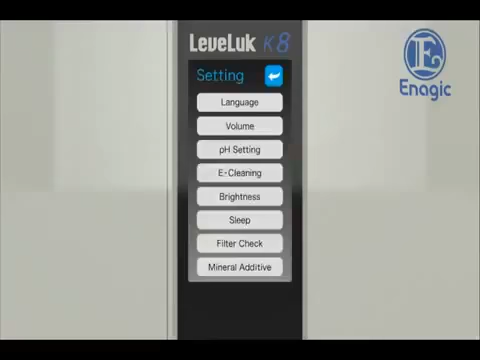 LeveLuk K8
Setting
Language
Volume
pH Setting
E-Cleaning
Brightness
Sleep
Filter Check
Mineral Additive
E
Enagic